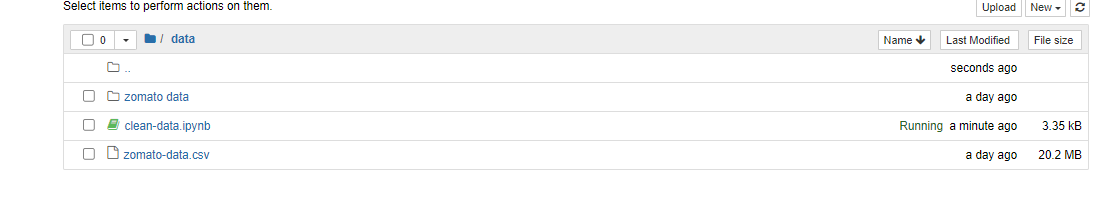 Select items to perform actions on them.
Upload New
0 / data Name Last Modified File size
.. seconds ago
zomato data a day ago
clean-data.ipynb Running a minute ago 3.35 kB
zomato-data.csv a day ago 20.2 MB